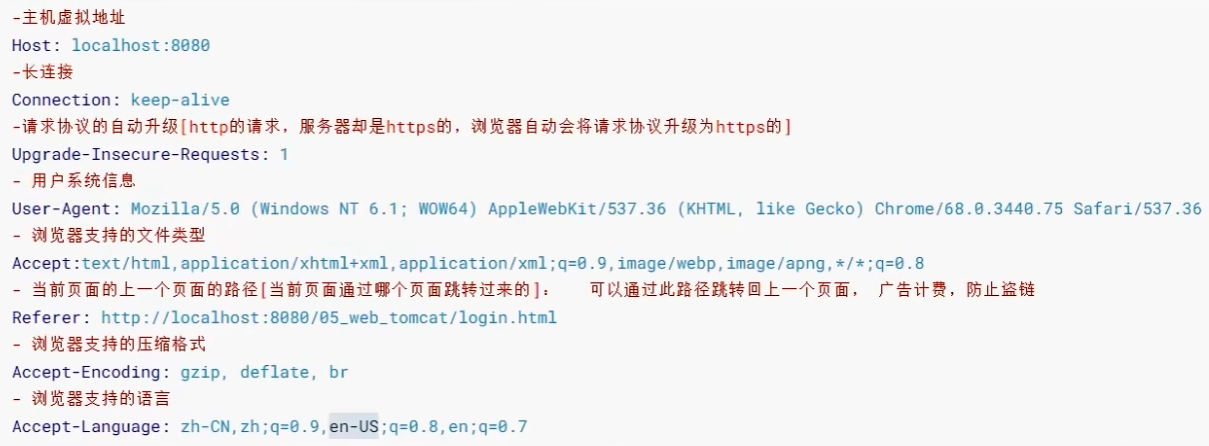 -主机虚拟地址
Host: localhost:8080
-长连接
Connection: keep-alive
-请求协议的自动升级[http的请求，服务器却是https的，浏览器自动会将请求协议升级为https的]
Upgrade-Insecure-Requests: 1
- 用户系统信息
User-Agent: Mozilla/5.0 (Windows NT 6.1; WOW64) AppleWebKit/537.36 (KHTML, like Gecko) Chrome/68.0.3440.75 Safari/537.36
- 浏览器支持的文件类型
Accept:text/html,application/xhtml+xml,application/xml;q=0.9,image/webp,image/apng,*/*;q=0.8
- 当前页面的上一个页面的路径[当前页面通过哪个页面跳转过来的]： 可以通过此路径跳转回上一个页面， 广告计费，防止盗链
Referer: http://localhost:8080/05_web_tomcat/login.html
- 浏览器支持的压缩格式
Accept-Encoding: gzip, deflate, br
- 浏览器支持的语言
Accept-Language: zh-CN,zh;q=0.9,en-US;q=0.8,en;q=0.7